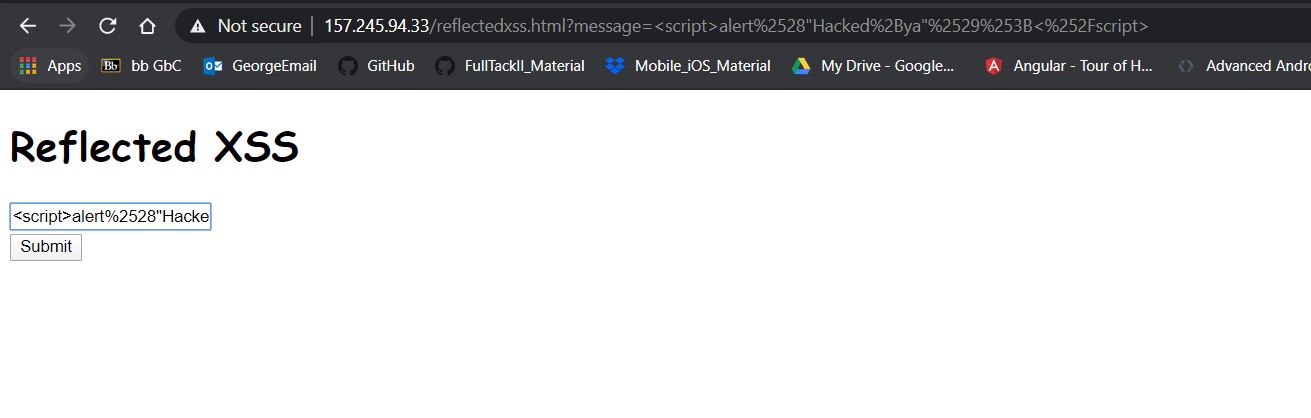 Not secure | 157.245.94.33/reflectedxss.html?message=<script>alert%2528"Hacked%2Bya"%2529%253B<%252Fscript>
Apps Bb bb GbC GeorgeEmail GitHub FullTackII_Material Mobile_iOS_Material My Drive - Google... Angular - Tour of H... Advanced Andro
Reflected XSS
<script>alert%2528"Hacke
Submit